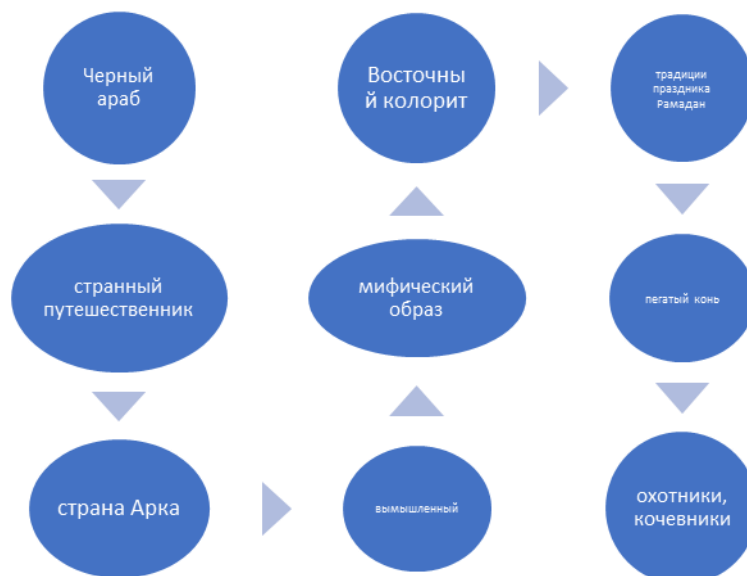 Черный
араб
странный
путешественник
страна Арка
вымышленный
мифический
образ
Восточны
й колорит
традиции
праздника
Рамадан
пегатый конь
охотники,
кочевники